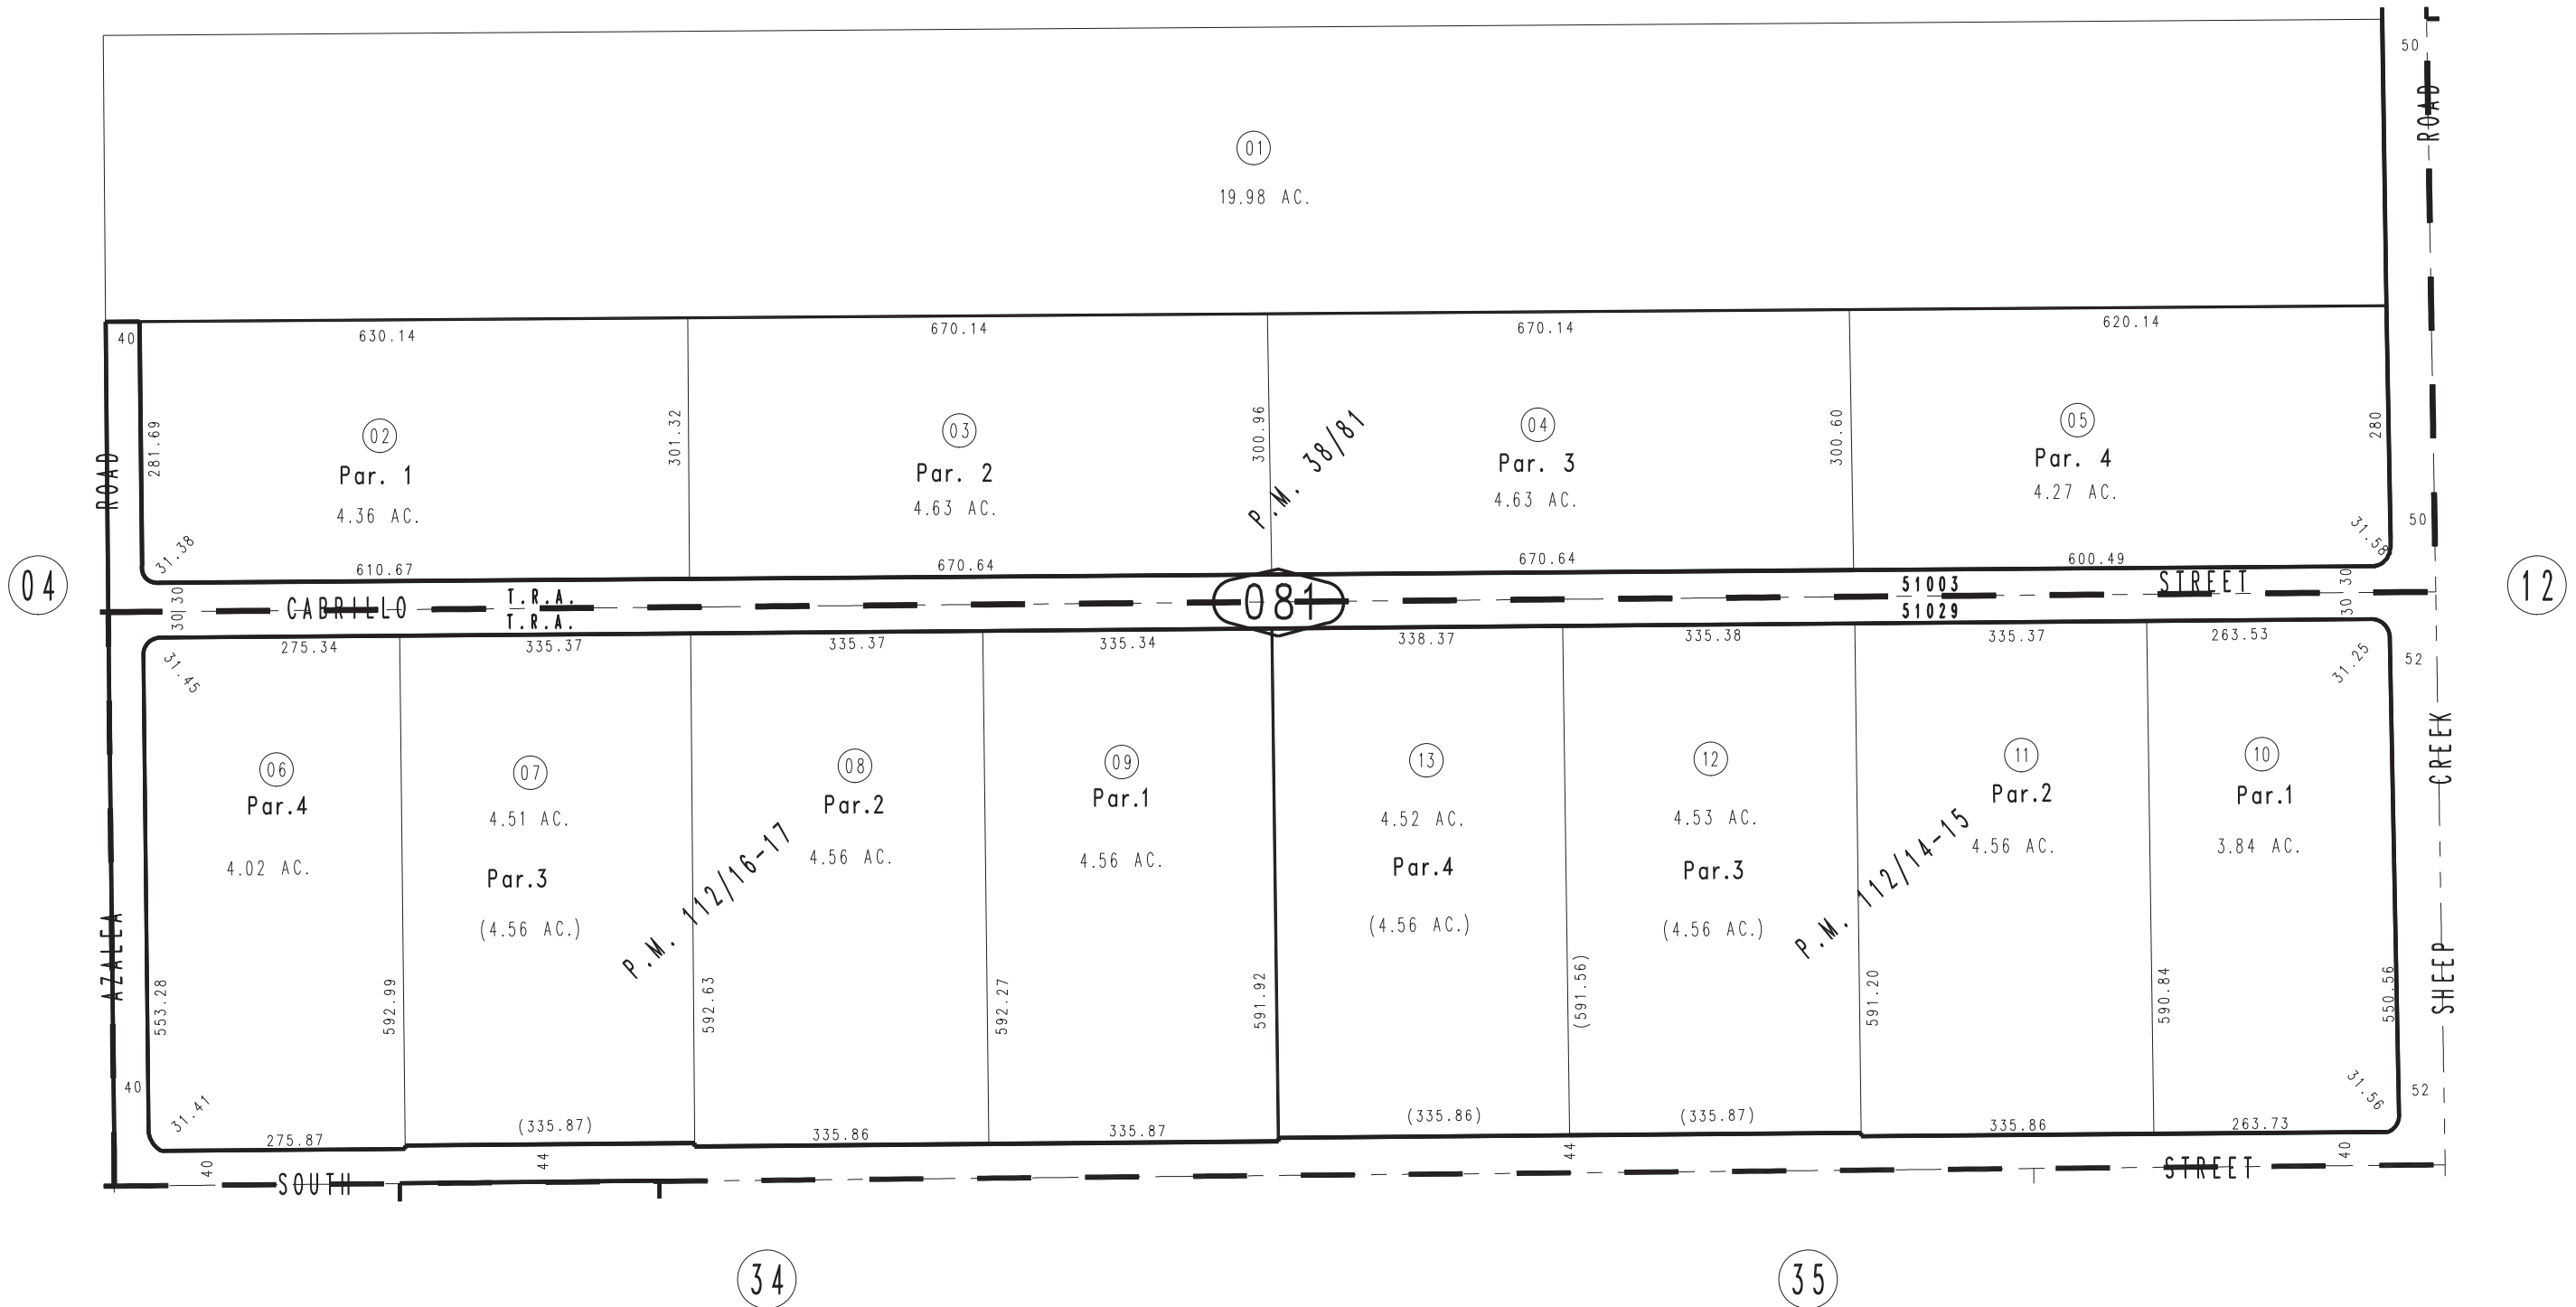 50
ROAD
01
19.98 AC.
40
630.14
670.14
670.14
620.14
281.69
02
Par. 1
4.36 AC.
301.32
03
Par. 2
4.63 AC.
300.96
P.M. 38/81
04
Par. 3
4.63 AC.
300.60
05
Par. 4
4.27 AC.
280
50
ROAD
31.38
610.67
670.64
670.64
600.49
31.58
04
12
30
30
CABRILLO
T.R.A.
T.R.A.
081
51003
51029
STREET
30
30
275.34
335.37
335.37
335.34
338.37
335.38
335.37
263.53
31.45
31.25
52
06
Par.4
4.02 AC.
07
4.51 AC.
Par.3
(4.56 AC.)
P.M. 112/16-17
08
Par.2
4.56 AC.
09
Par.1
4.56 AC.
13
4.52 AC.
Par.4
(4.56 AC.)
12
4.53 AC.
Par.3
(4.56 AC.)
P.M. 112/14-15
11
Par.2
4.56 AC.
10
Par.1
3.84 AC.
CREEK
AZALEA
553.28
592.99
592.63
592.27
591.92
(591.56)
591.20
590.84
550.56
SHEEP
40
31.41
31.56
52
275.87
(335.87)
335.86
335.87
(335.86)
(335.87)
335.86
263.73
40
44
44
40
SOUTH
STREET
34
35